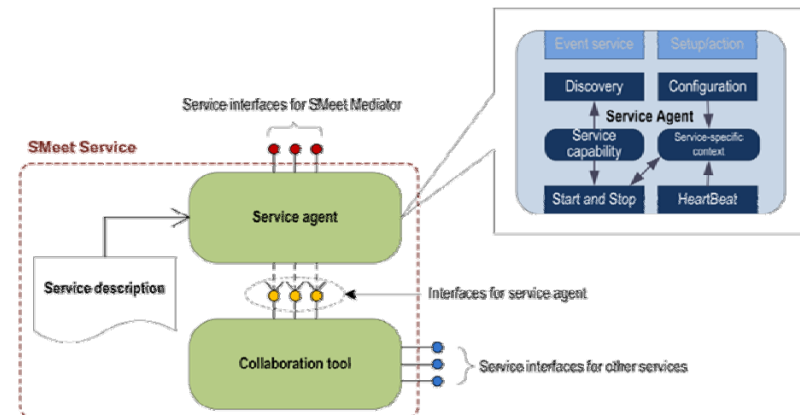 Event service
Setup/action
Discovery
Configuration
Service Agent
Service
capability
Service-specific
context
Start and Stop
HeartBeat
Service interfaces for SMeet Mediator
SMeet Service
Service agent
Service description
Interfaces for service agent
Collaboration tool
Service interfaces for other services